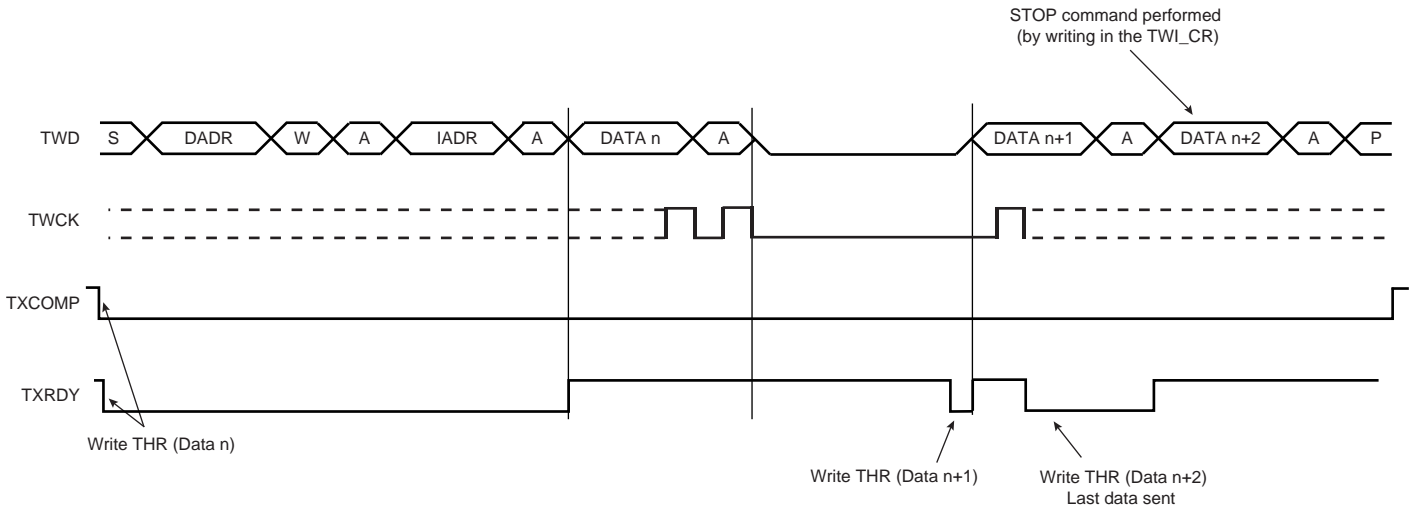 STOP command performed
(by writing in the TWI_CR)
TWD S DADR W A IADR A DATA n A DATA n+1 A DATA n+2 A P
TWCK
TXCOMP
TXRDY
Write THR (Data n)
Write THR (Data n+1)
Write THR (Data n+2)
Last data sent